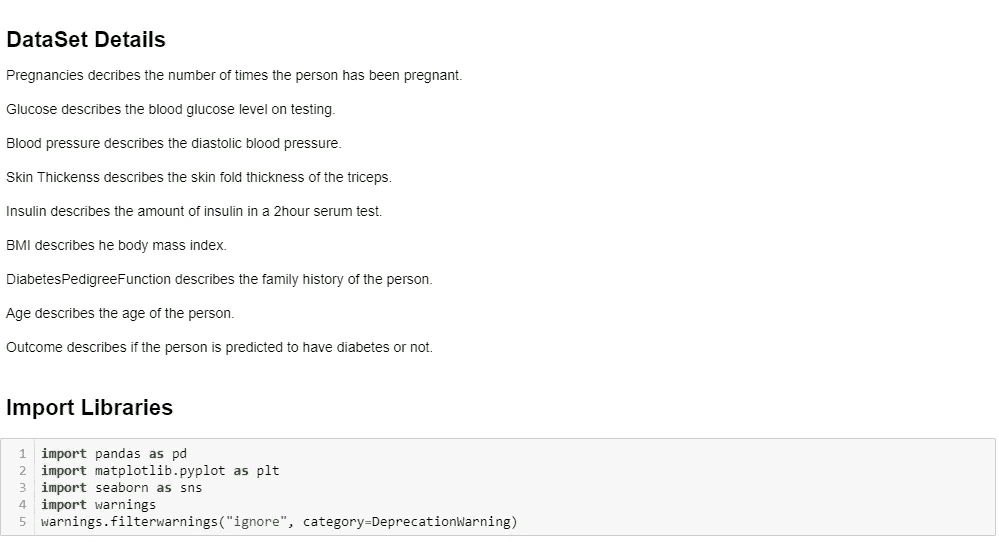 DataSet Details
Pregnancies decribes the number of times the person has been pregnant.
Glucose describes the blood glucose level on testing.
Blood pressure describes the diastolic blood pressure.
Skin Thickenss describes the skin fold thickness of the triceps.
Insulin describes the amount of insulin in a 2hour serum test.
BMI describes he body mass index.
DiabetesPedigreeFunction describes the family history of the person.
Age describes the age of the person.
Outcome describes if the person is predicted to have diabetes or not.
Import Libraries
1 import pandas as pd
2 import matplotlib.pyplot as plt
3 import seaborn as sns
4 import warnings
5 warnings.filterwarnings("ignore", category=DeprecationWarning)